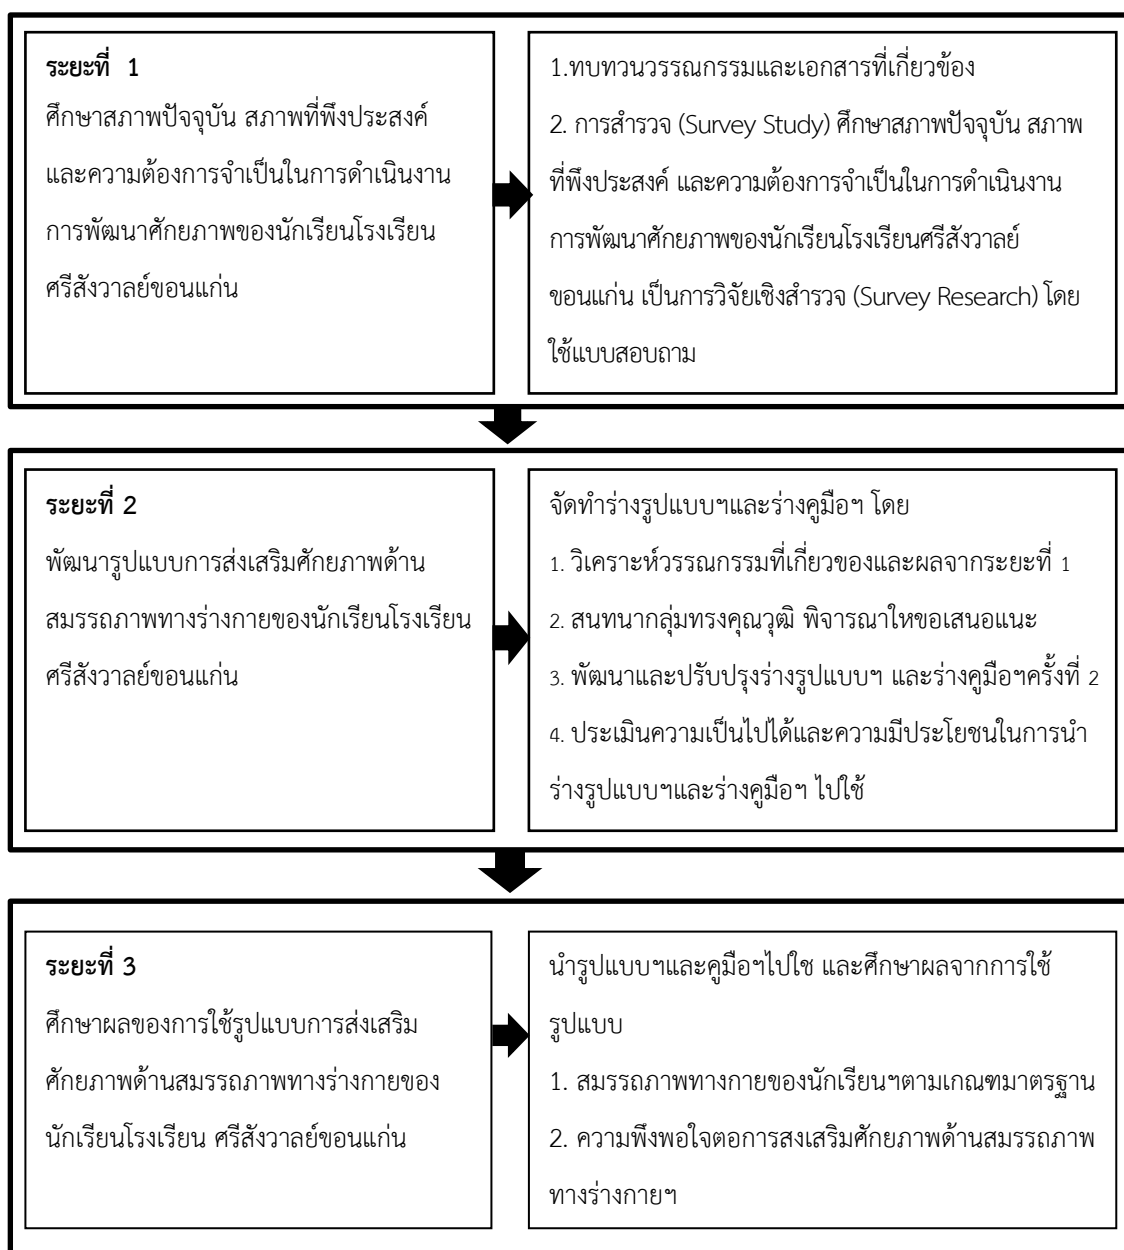 ระยะที่ 1
ศึกษาสภาพปัจจุบัน สภาพที่พึงประสงค์
และความต้องการจำเป็นในการดำเนินงาน
การพัฒนาศักยภาพของนักเรียนโรงเรียน
ศรีสังวาลย์ขอนแก่น
1.ทบทวนวรรณกรรมและเอกสารที่เกี่ยวข้อง
2. การสำรวจ (Survey Study) ศึกษาสภาพปัจจุบัน สภาพ
ที่พึงประสงค์ และความต้องการจำเป็นในการดำเนินงาน
การพัฒนาศักยภาพของนักเรียนโรงเรียนศรีสังวาลย์
ขอนแก่น เป็นการวิจัยเชิงสำรวจ (Survey Research) โดย
ใช้แบบสอบถาม
ระยะที่ 2
พัฒนารูปแบบการส่งเสริมศักยภาพด้าน
สมรรถภาพทางร่างกายของนักเรียนโรงเรียน
ศรีสังวาลย์ขอนแก่น
จัดทำร่างรูปแบบฯและร่างคู่มือฯ โดย
1. วิเคราะห์วรรณกรรมที่เกี่ยวของและผลจากระยะที่ 1
2. สนทนากลุ่มทรงคุณวุฒิ พิจารณาใหขอเสนอแนะ
3. พัฒนาและปรับปรุงร่างรูปแบบฯ และร่างคู่มือฯครั้งที่ 2
4. ประเมินความเป็นไปได้และความมีประโยชน์ในการนำ
ร่างรูปแบบฯและร่างคู่มือฯ ไปใช้
ระยะที่ 3
ศึกษาผลของการใช้รูปแบบการส่งเสริม
ศักยภาพด้านสมรรถภาพทางร่างกายของ
นักเรียนโรงเรียน ศรีสังวาลย์ขอนแก่น
นำรูปแบบฯและคู่มือฯไปใช และศึกษาผลจากการใช้
รูปแบบ
1. สมรรถภาพทางกายของนักเรียนฯตามเกณฑมาตรฐาน
2. ความพึงพอใจตอการสงเสริมศักยภาพด้านสมรรถภาพ
ทางร่างกายฯ